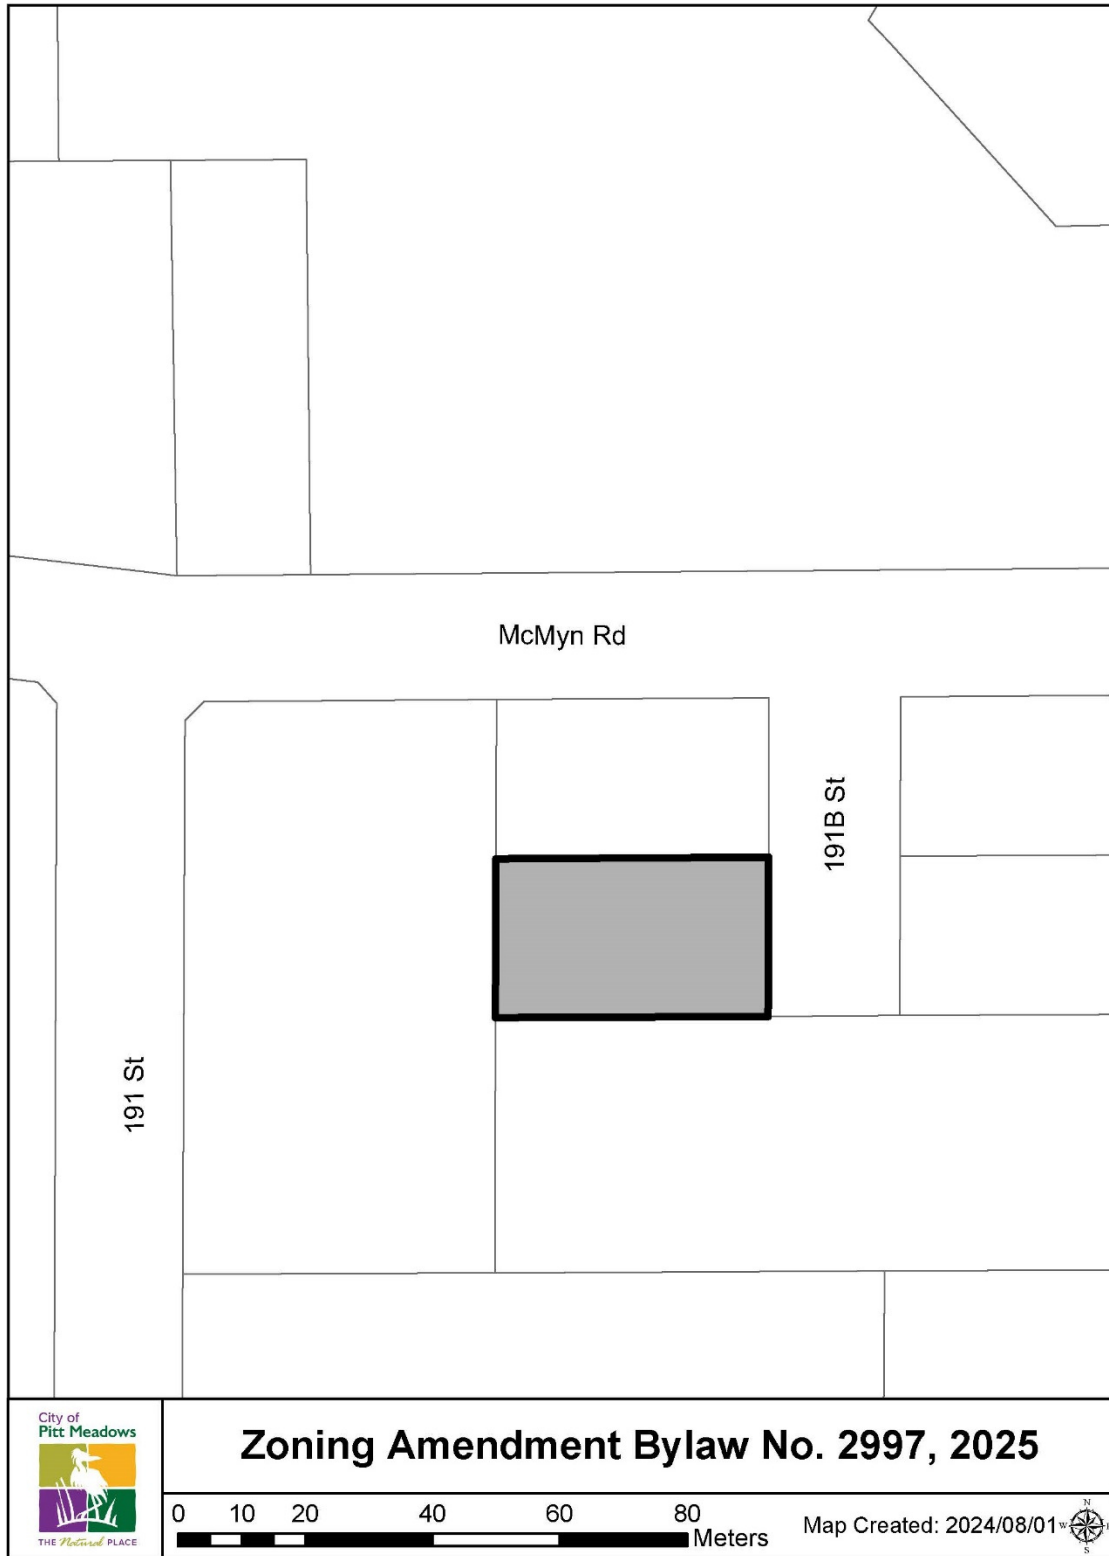 McMyn Rd
191B St
191 St
City of
Pitt Meadows
THE Natural PLACE
Zoning Amendment Bylaw No. 2997, 2025
0 10 20 40 60 80
Meters
Map Created: 2024/08/01
N
W E
S